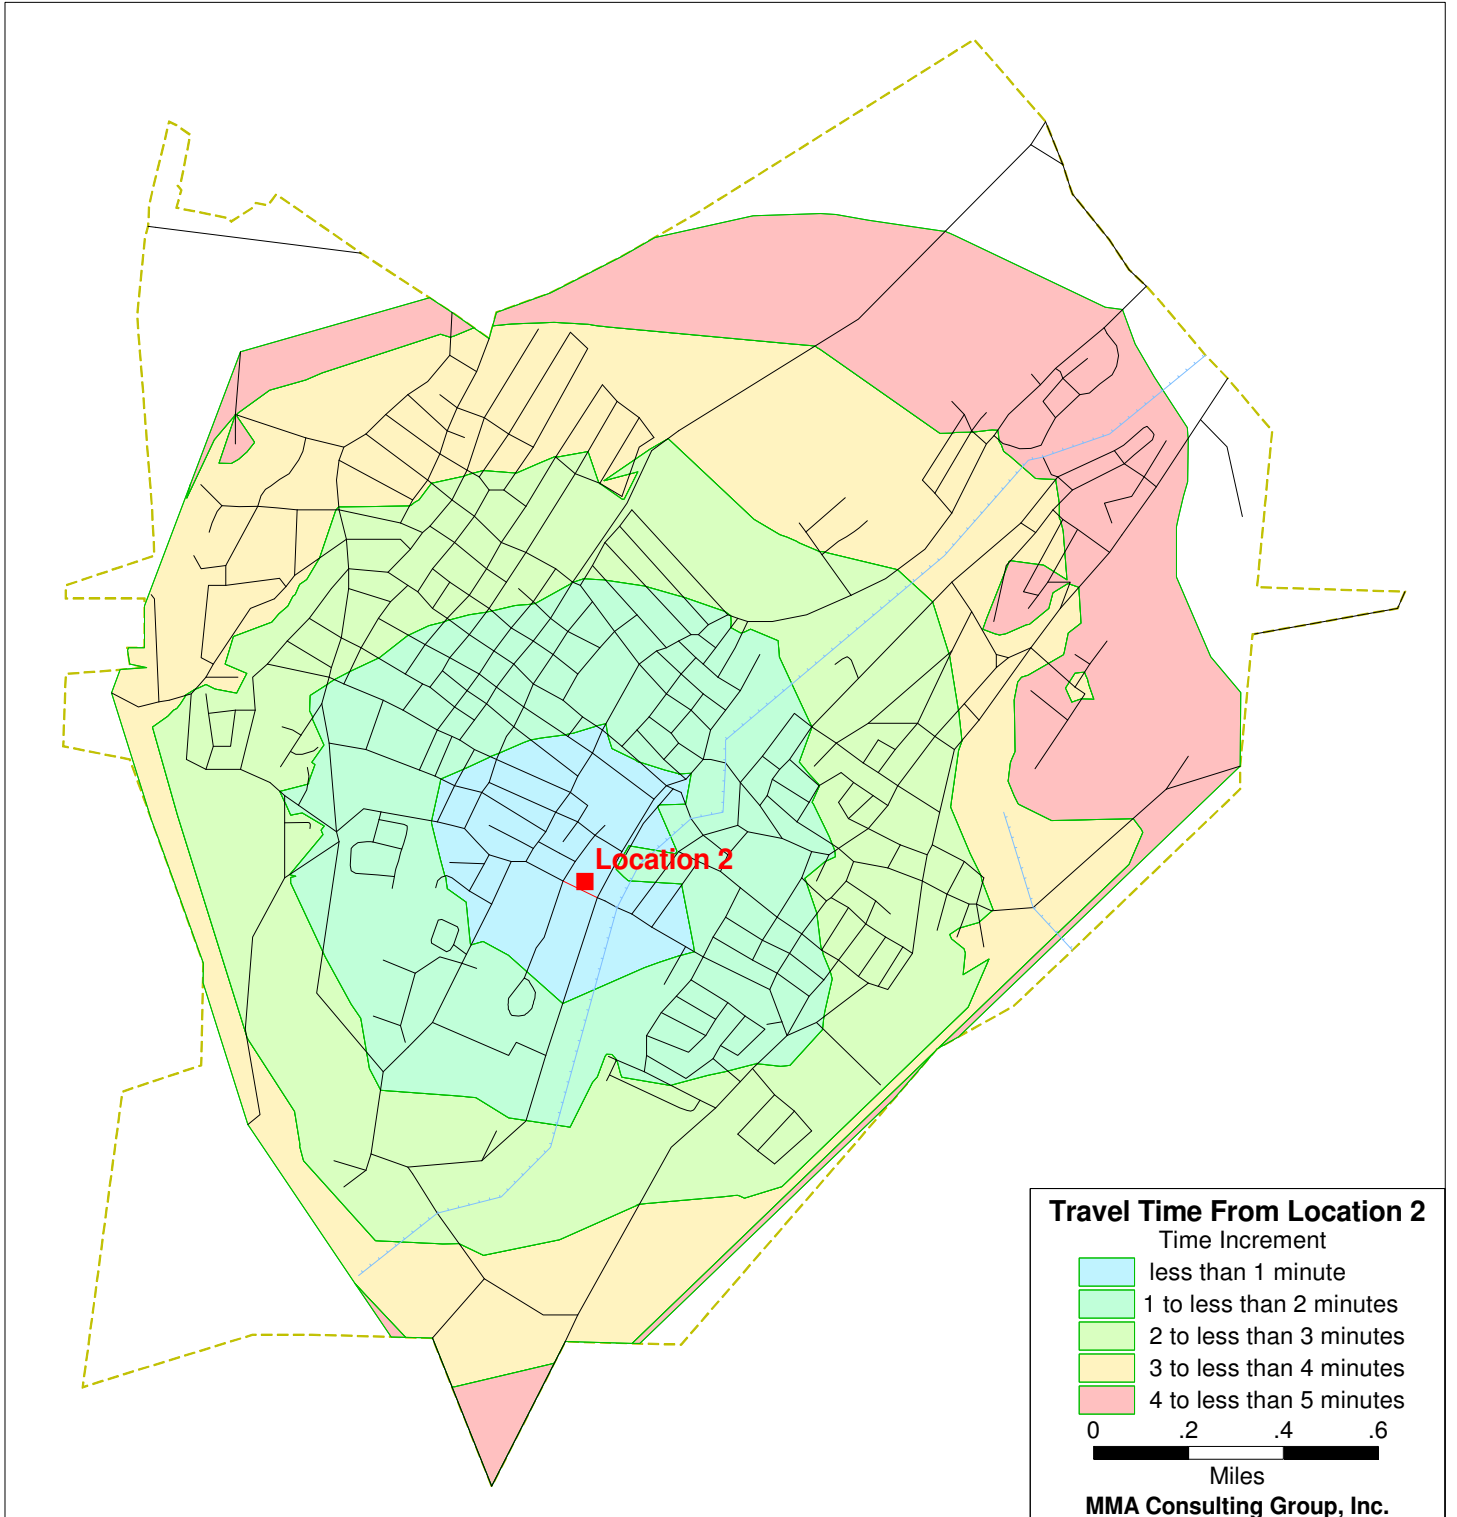 Location 2
Travel Time From Location 2
Time Increment
less than 1 minute
1 to less than 2 minutes
2 to less than 3 minutes
3 to less than 4 minutes
4 to less than 5 minutes
0 .2 .4 .6
Miles
MMA Consulting Group, Inc.